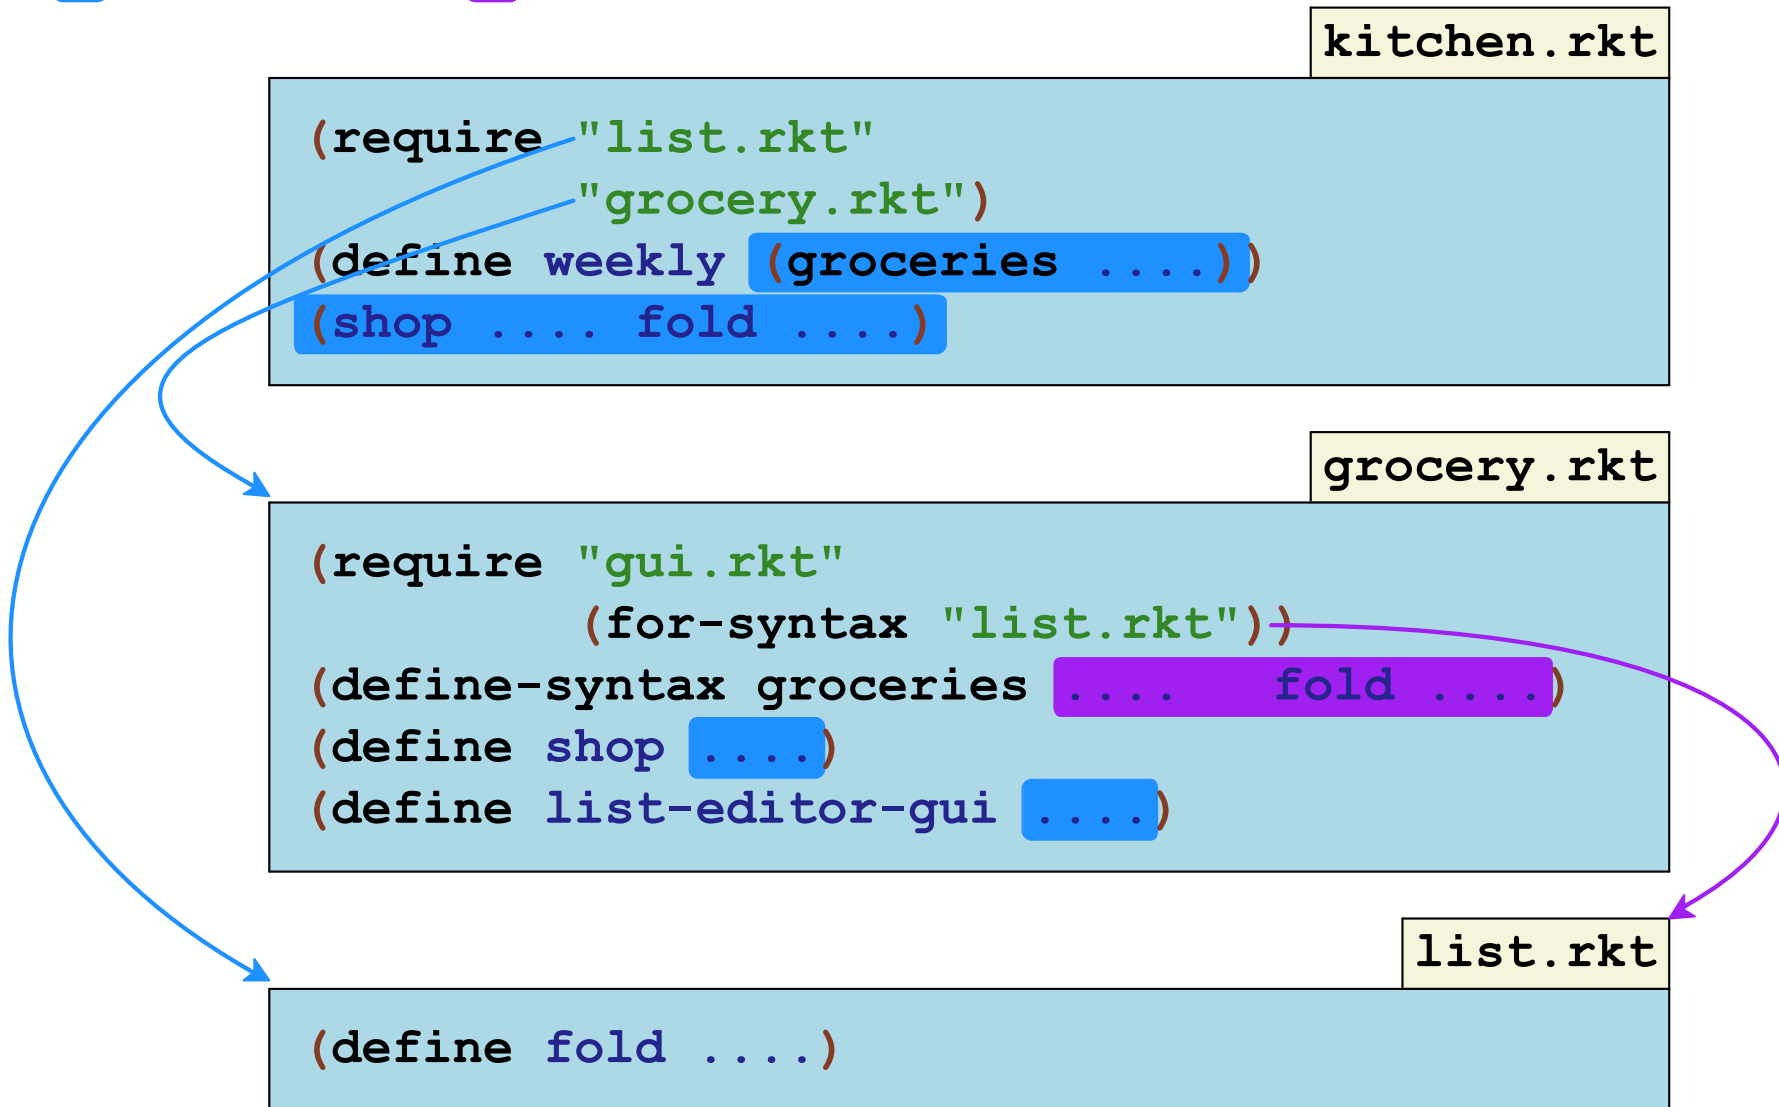 kitchen.rkt
(require "list.rkt"
"grocery.rkt")
(define weekly (groceries ....))
(shop .... fold ....)
grocery.rkt
(require "gui.rkt"
(for-syntax "list.rkt"))
(define-syntax groceries .... fold ....)
(define shop ....)
(define list-editor-gui ....)
list.rkt
(define fold ....)